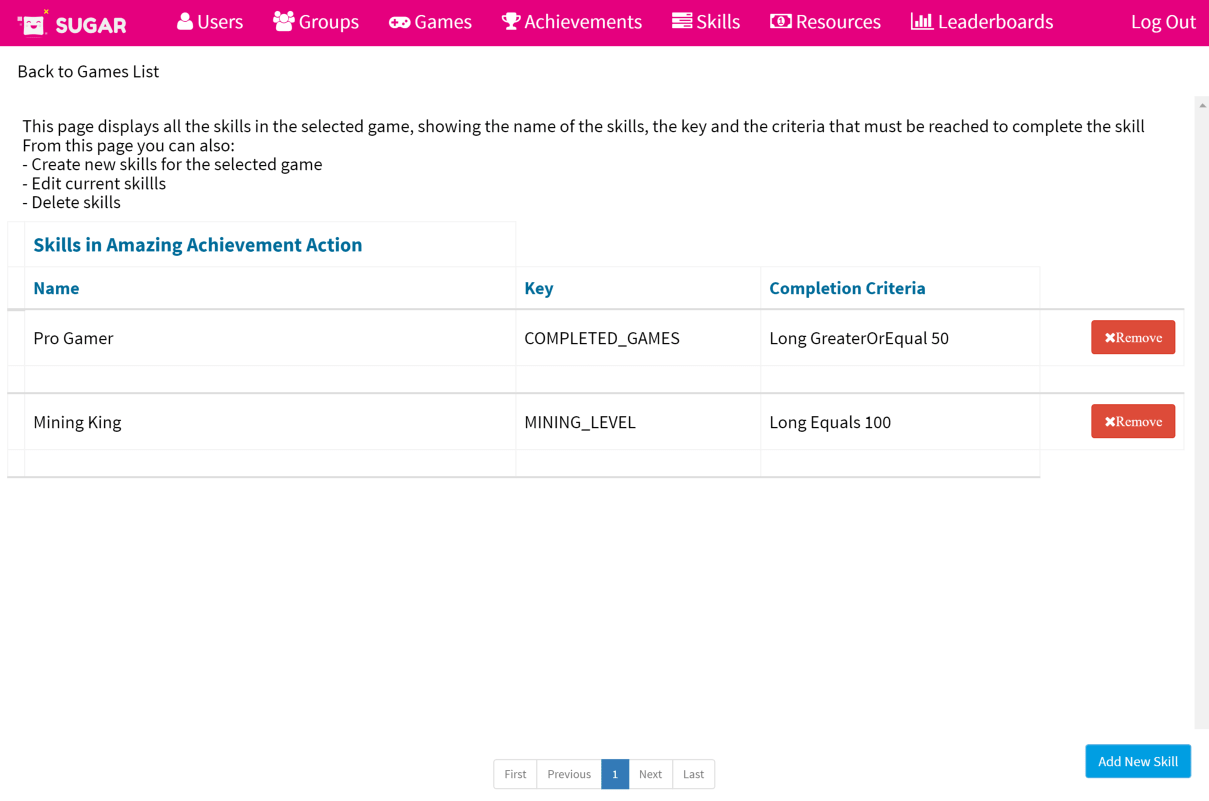 SUGAR Users Groups Games Achievements Skills Resources Leaderboards Log Out
Back to Games List
This page displays all the skills in the selected game, showing the name of the skills, the key and the criteria that must be reached to complete the skill
From this page you can also:
- Create new skills for the selected game
- Edit current skillls
- Delete skills
Skills in Amazing Achievement Action
Name Key Completion Criteria
Pro Gamer COMPLETED_GAMES Long GreaterOrEqual 50 Remove
Mining King MINING_LEVEL Long Equals 100 Remove
Add New Skill
First Previous 1 Next Last